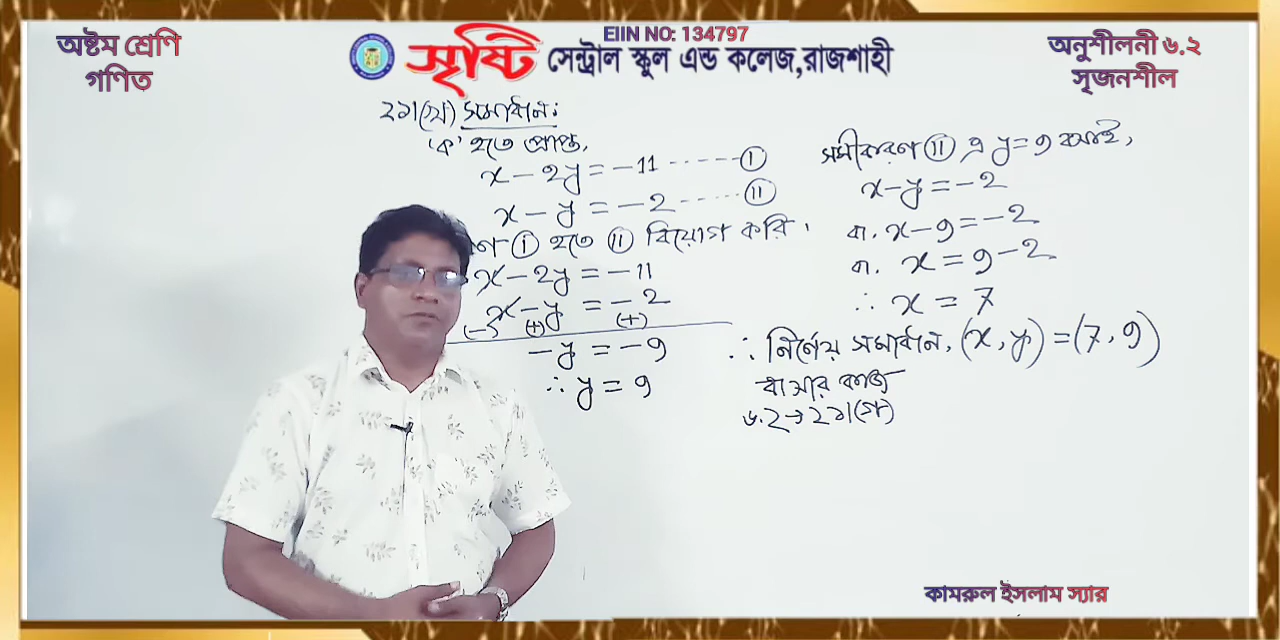 অষ্টম শ্রেণি
গণিত
EIIN NO: 134797
সৃষ্টি সেন্ট্রাল স্কুল এন্ড কলেজ,রাজশাহী
অনুশীলনী ৬.২
সৃজনশীল
২১(খ) সমাধান:
'ক' হতে প্রাপ্ত,
x - 2y = -11 ------ (i)
x - y = -2 ------ (ii)
(i) হতে (ii) বিয়োগ করি।
x - 2y = -11
x - y = -2
(-) (+) (+)
-y = -9
∴ y = 9
সমীকরণ (ii) এ y = 9 বসাই,
x - y = -2
বা, x - 9 = -2
বা, x = 9 - 2
∴ x = 7
∴ নির্ণেয় সমাধান, (x, y) = (7, 9)
বাসার কাজ
৬.২ → ২১(গ)
কামরুল ইসলাম স্যার